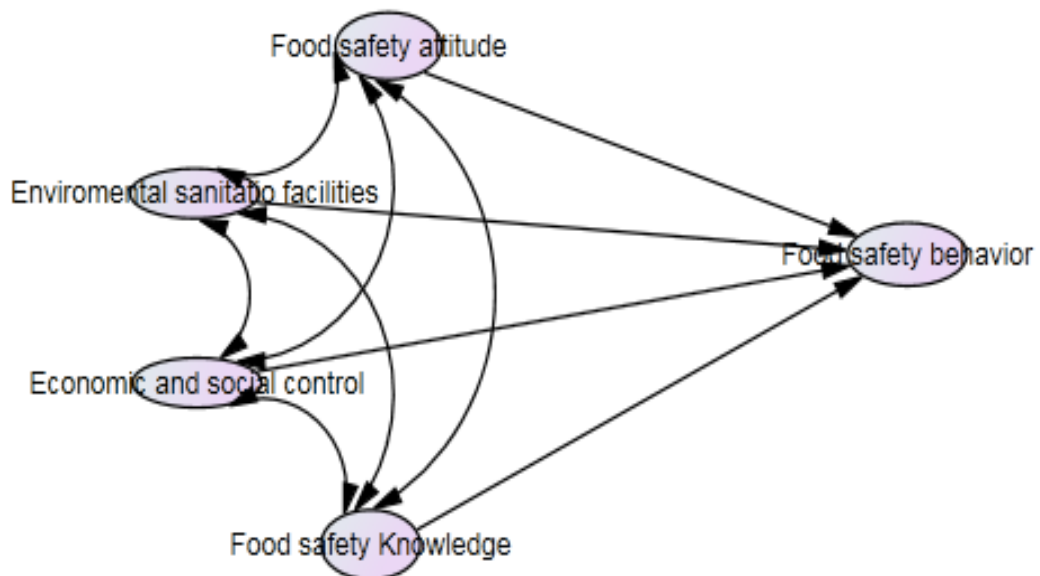 Food safety attitude
Enviromental sanitatio facilities
Food safety behavior
Economic and social control
Food safety Knowledge